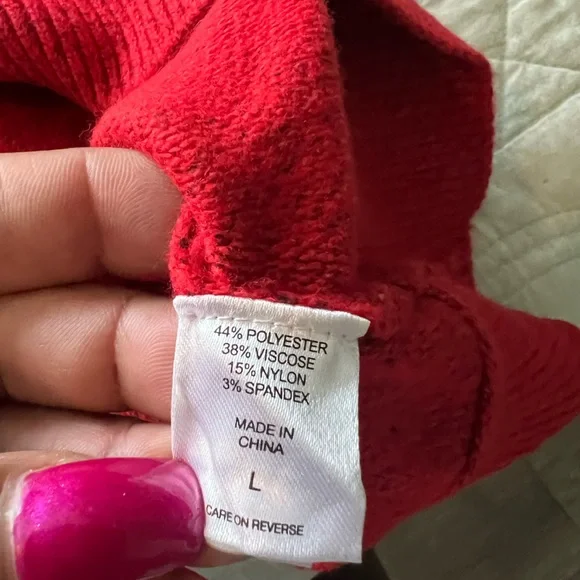 44% POLYESTER
38% VISCOSE
15% NYLON
3% SPANDEX
MADE IN
CHINA
L
CARE ON REVERSE